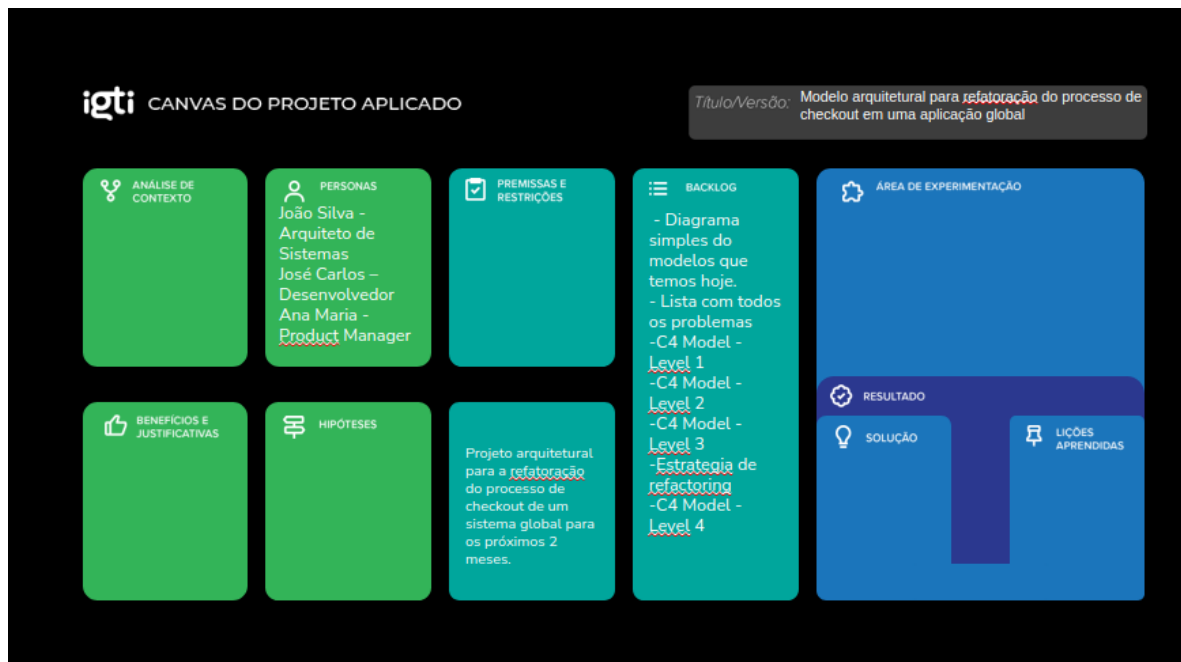 igti CANVAS DO PROJETO APLICADO
Título/Versão:
Modelo arquitetural para refatoração do processo de
checkout em uma aplicação global
ANÁLISE DE
CONTEXTO
PERSONAS
João Silva -
Arquiteto de
Sistemas
José Carlos –
Desenvolvedor
Ana Maria -
Product Manager
PREMISSAS E
RESTRIÇÕES
BACKLOG
- Diagrama
simples do
modelos que
temos hoje.
- Lista com todos
os problemas
-C4 Model -
Level 1
-C4 Model -
Level 2
-C4 Model -
Level 3
-Estrategia de
refactoring
-C4 Model -
Level 4
ÁREA DE EXPERIMENTAÇÃO
BENEFÍCIOS E
JUSTIFICATIVAS
HIPÓTESES
Projeto arquitetural
para a refatoração
do processo de
checkout de um
sistema global para
os próximos 2
meses.
RESULTADO
SOLUÇÃO
LIÇÕES
APRENDIDAS